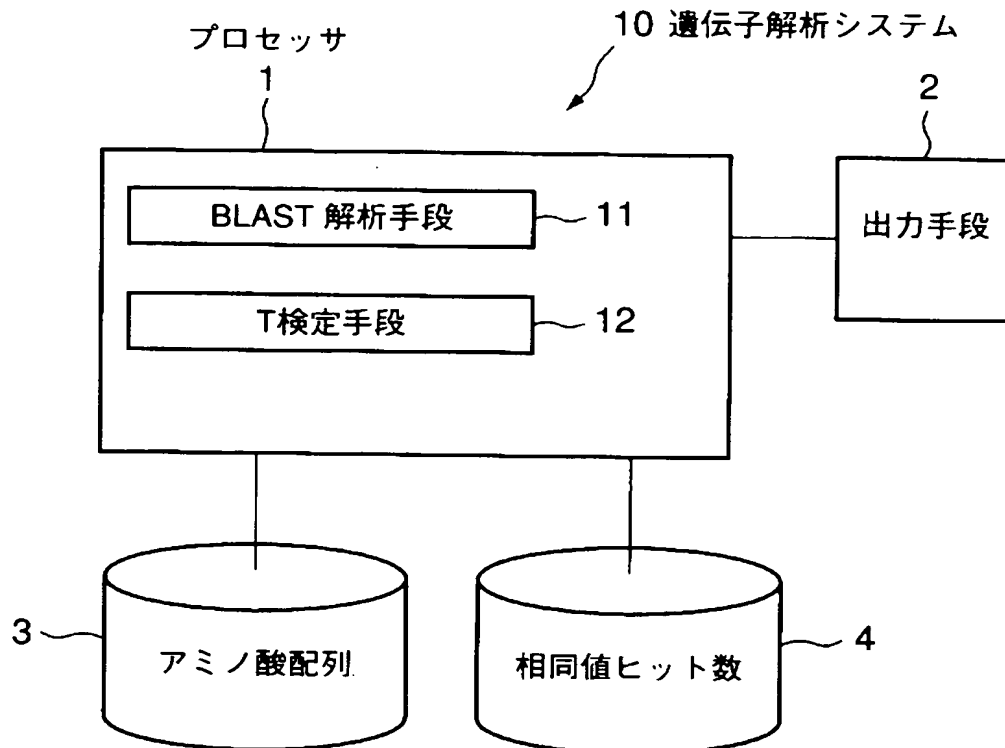 プロセッサ
1
10 遺伝子解析システム
2
BLAST 解析手段
11
出力手段
T検定手段
12
3
アミノ酸配列
相同値ヒット数
4